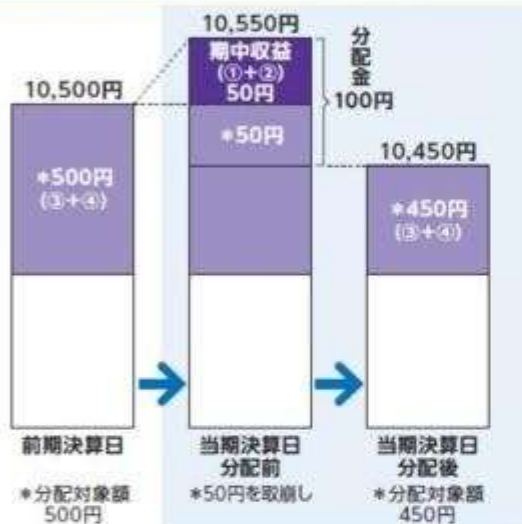 10,500円
*500円
(③+④)
前期決算日
*分配対象額
500円
10,550円
期中収益
(①+②)
50円
*50円
分配金
100円
当期決算日
分配前
*50円を取崩し
10,450円
*450円
(③+④)
当期決算日
分配後
*分配対象額
450円